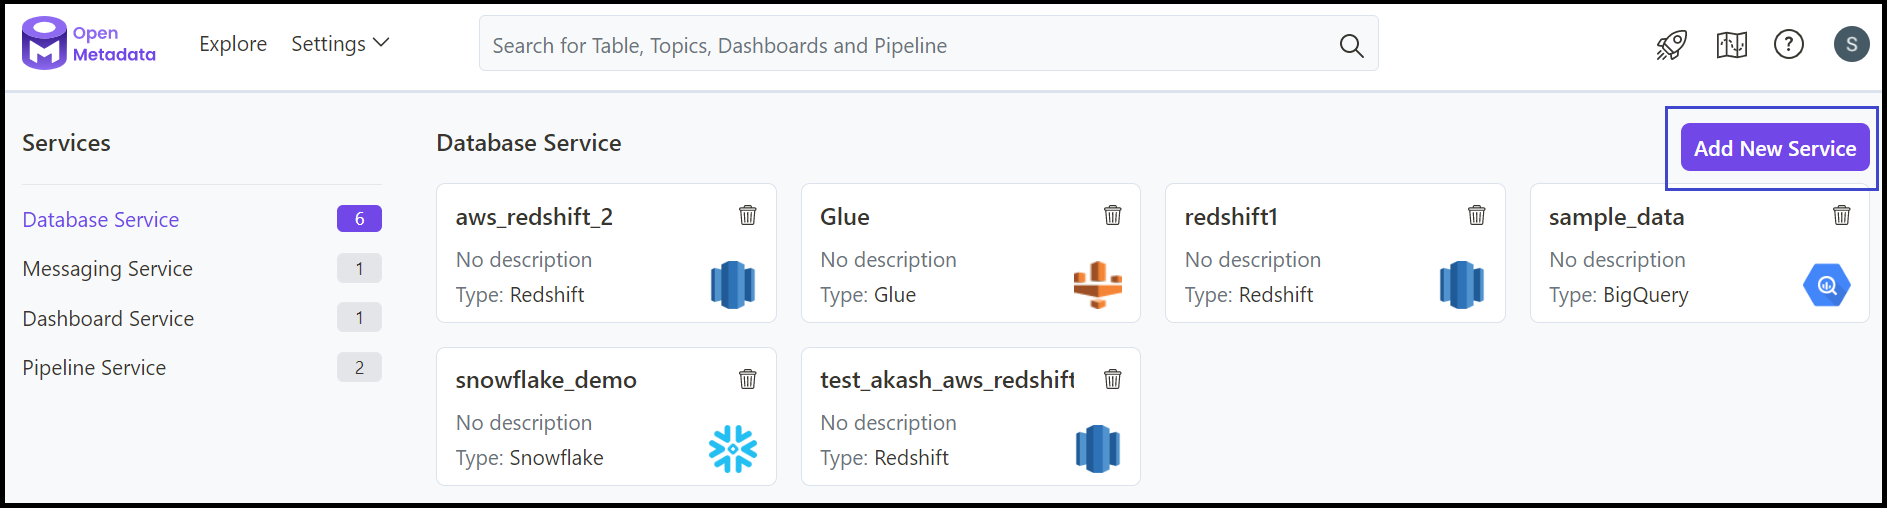 Open
Metadata
Explore
Settings
Search for Table, Topics, Dashboards and Pipeline
?
S
Services
Database Service 6
Messaging Service 1
Dashboard Service 1
Pipeline Service 2
Database Service
Add New Service
aws_redshift_2
No description
Type: Redshift
Glue
No description
Type: Glue
redshift1
No description
Type: Redshift
sample_data
No description
Type: BigQuery
snowflake_demo
No description
Type: Snowflake
test_akash_aws_redshift
No description
Type: Redshift